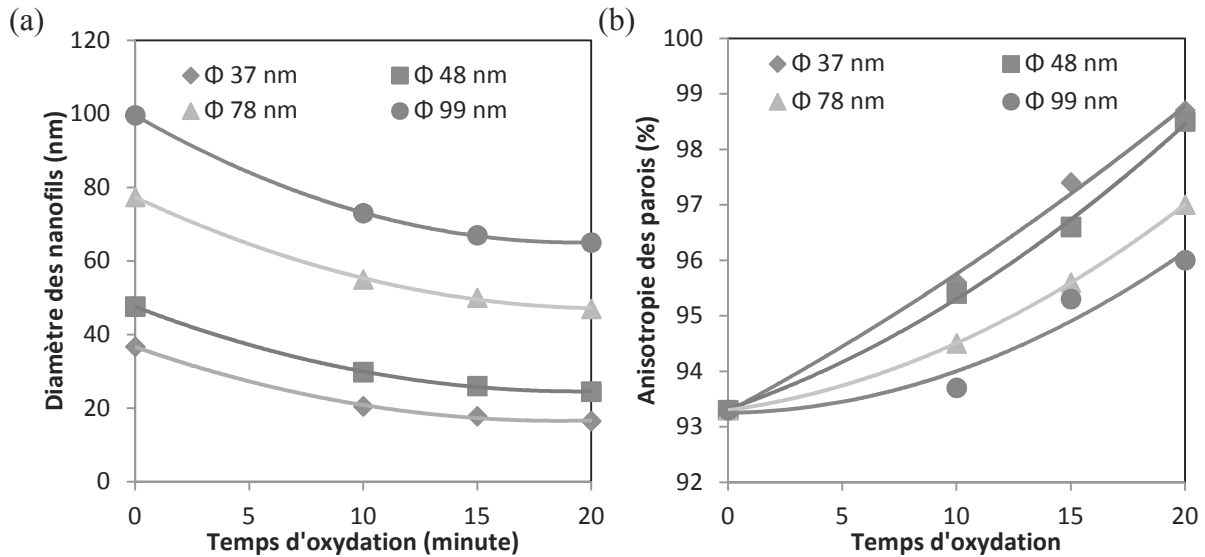 (a)
Diamètre des nanofils (nm)
120
100
80
60
40
20
0
Φ 37 nm
Φ 48 nm
Φ 78 nm
Φ 99 nm
0
5
10
15
20
Temps d'oxydation (minute)
(b)
Anisotropie des parois (%)
100
99
98
97
96
95
94
93
92
Φ 37 nm
Φ 48 nm
Φ 78 nm
Φ 99 nm
0
5
10
15
20
Temps d'oxydation